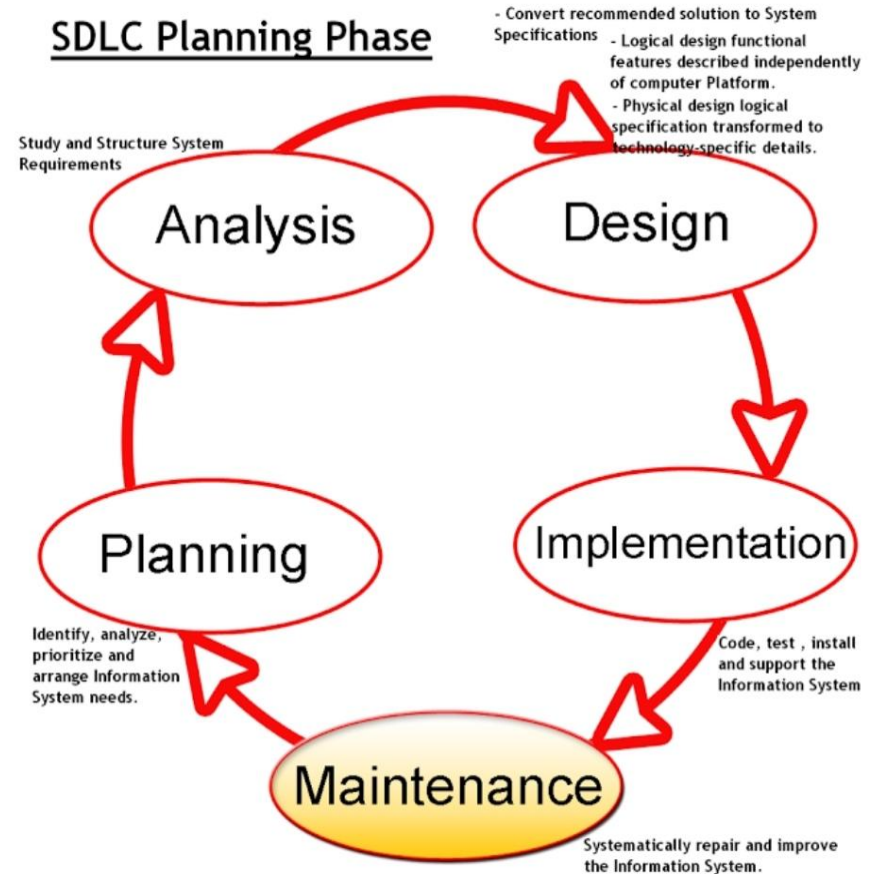 SDLC Planning Phase
- Convert recommended solution to System
Specifications
- Logical design functional
features described independently
of computer Platform.
- Physical design logical
specification transformed to
technology-specific details.
Study and Structure System
Requirements
Analysis
Design
Planning
Implementation
Identify, analyze,
prioritize and
arrange Information
System needs.
Code, test , install
and support the
Information System
Maintenance
Systematically repair and improve
the Information System.